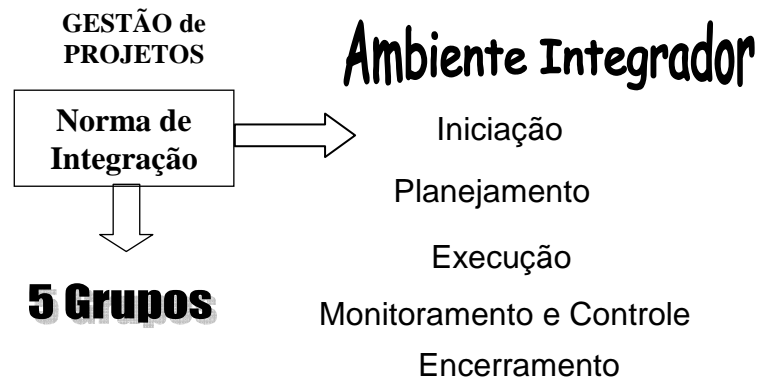 GESTÃO de
PROJETOS
Norma de
Integração
5 Grupos
Ambiente Integrador
Iniciação
Planejamento
Execução
Monitoramento e Controle
Encerramento